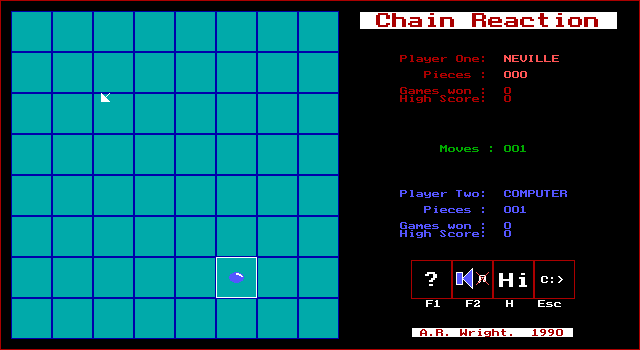 Chain Reaction
Player One: NEVILLE
Pieces : 000
Games won : 0
High Score: 0
Moves : 001
Player Two: COMPUTER
Pieces : 001
Games won : 0
High Score: 0
? Hi C:>
F1 F2 H Esc
A.R. Wright. 1990